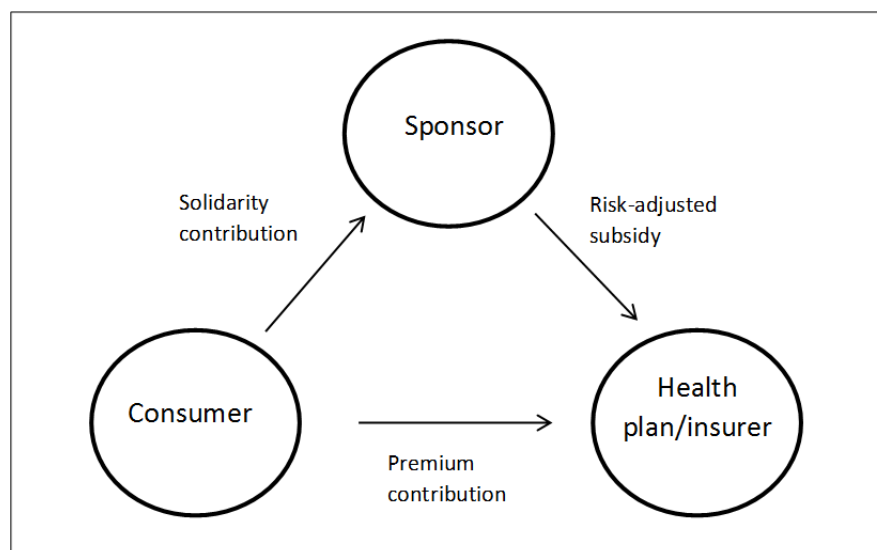 Sponsor
Solidarity
contribution
Risk-adjusted
subsidy
Consumer
Health
plan/insurer
Premium
contribution